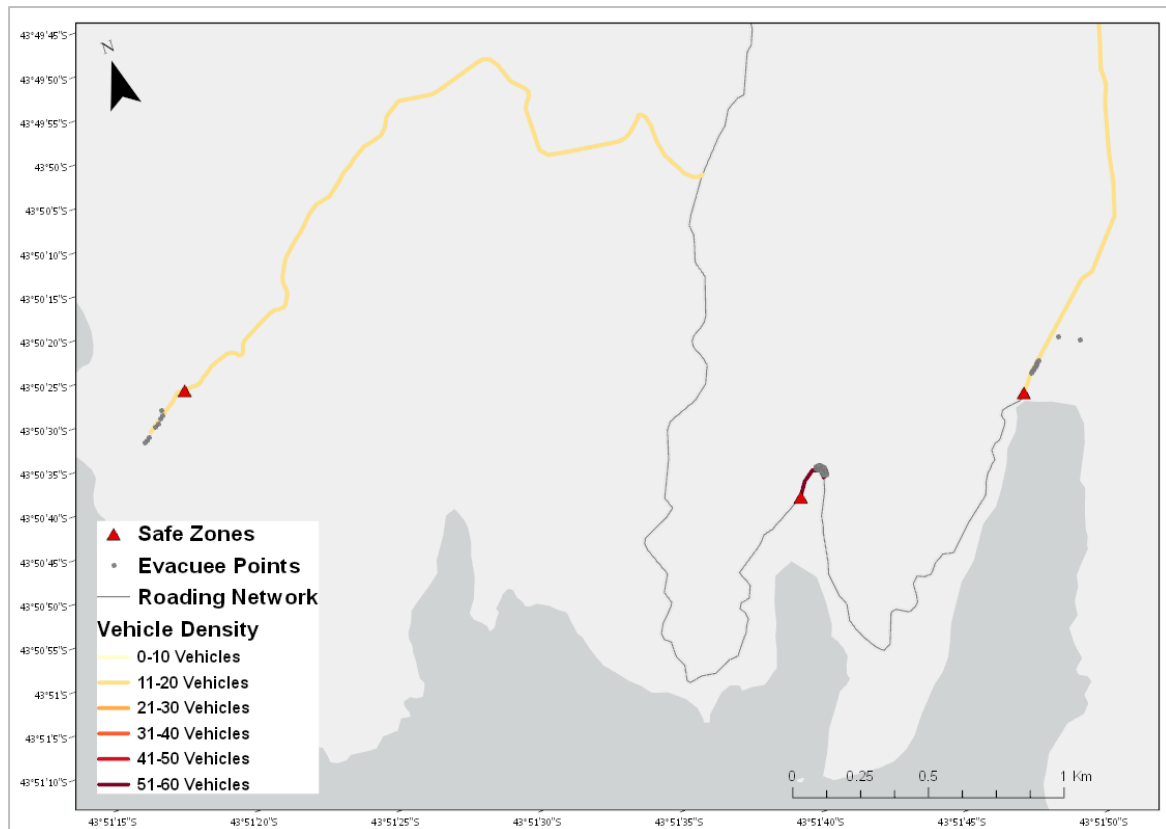 N
43°49'45"S
43°49'50"S
43°49'55"S
43°50'S
43°50'5"S
43°50'10"S
43°50'15"S
43°50'20"S
43°50'25"S
43°50'30"S
43°50'35"S
43°50'40"S
43°50'45"S
43°50'50"S
43°50'55"S
43°51'S
43°51'5"S
43°51'10"S
Safe Zones
Evacuee Points
Roading Network
Vehicle Density
0-10 Vehicles
11-20 Vehicles
21-30 Vehicles
31-40 Vehicles
41-50 Vehicles
51-60 Vehicles
0 0.25 0.5 1 Km
43°51'15"S 43°51'20"S 43°51'25"S 43°51'30"S 43°51'35"S 43°51'40"S 43°51'45"S 43°51'50"S